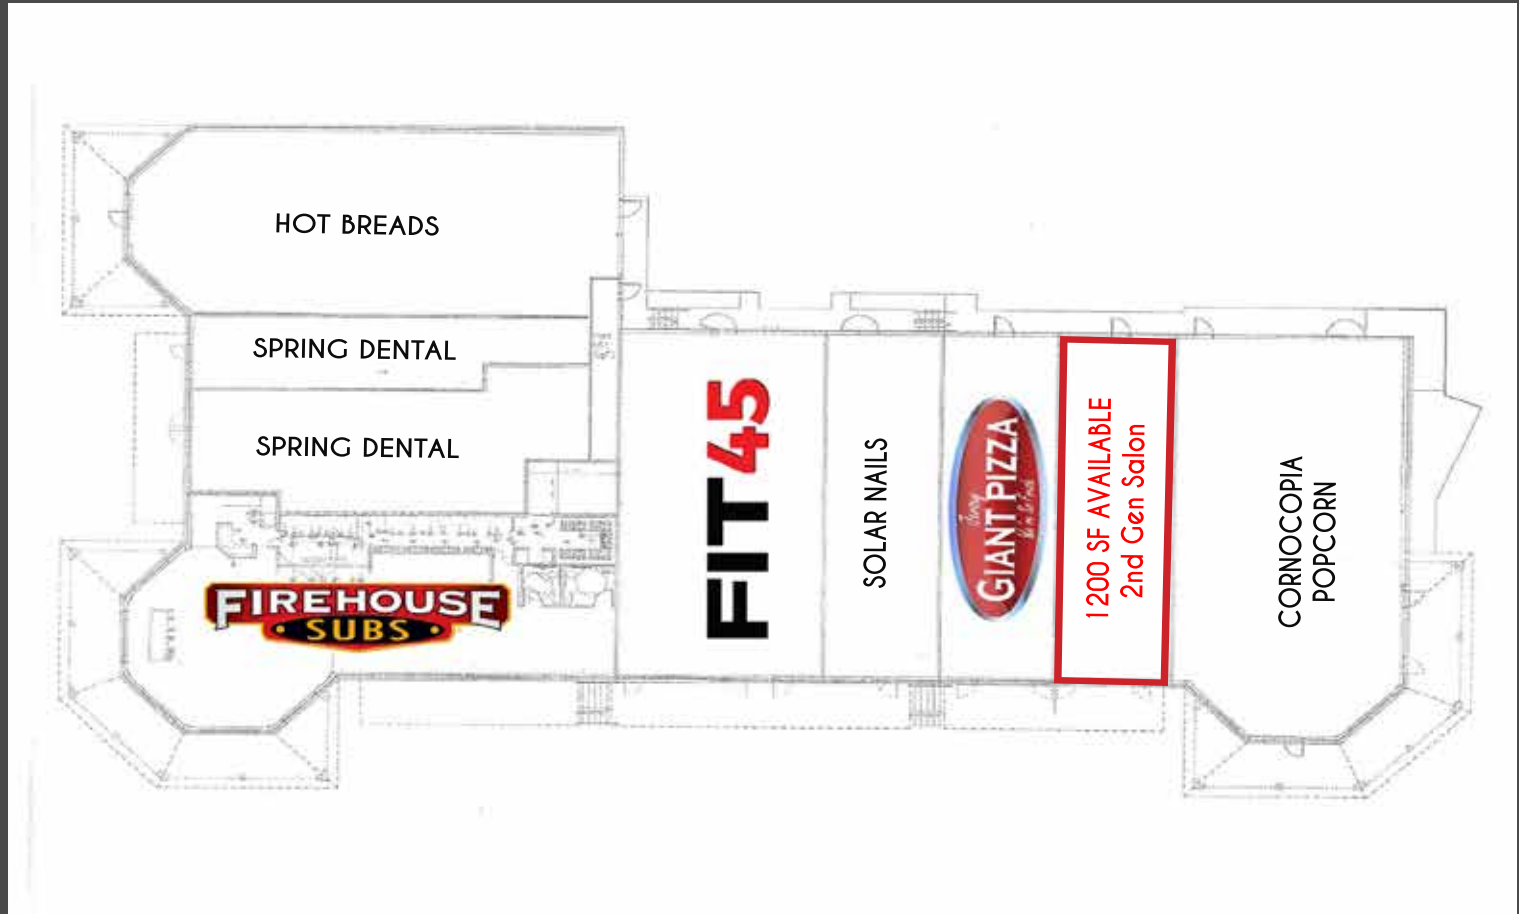 HOT BREADS
SPRING DENTAL
SPRING DENTAL
FIREHOUSE
SUBS
FIT45
SOLAR NAILS
GIANT PIZZA
1200 SF AVAILABLE
2nd Gen Salon
CORNOCOPIA
POPCORN